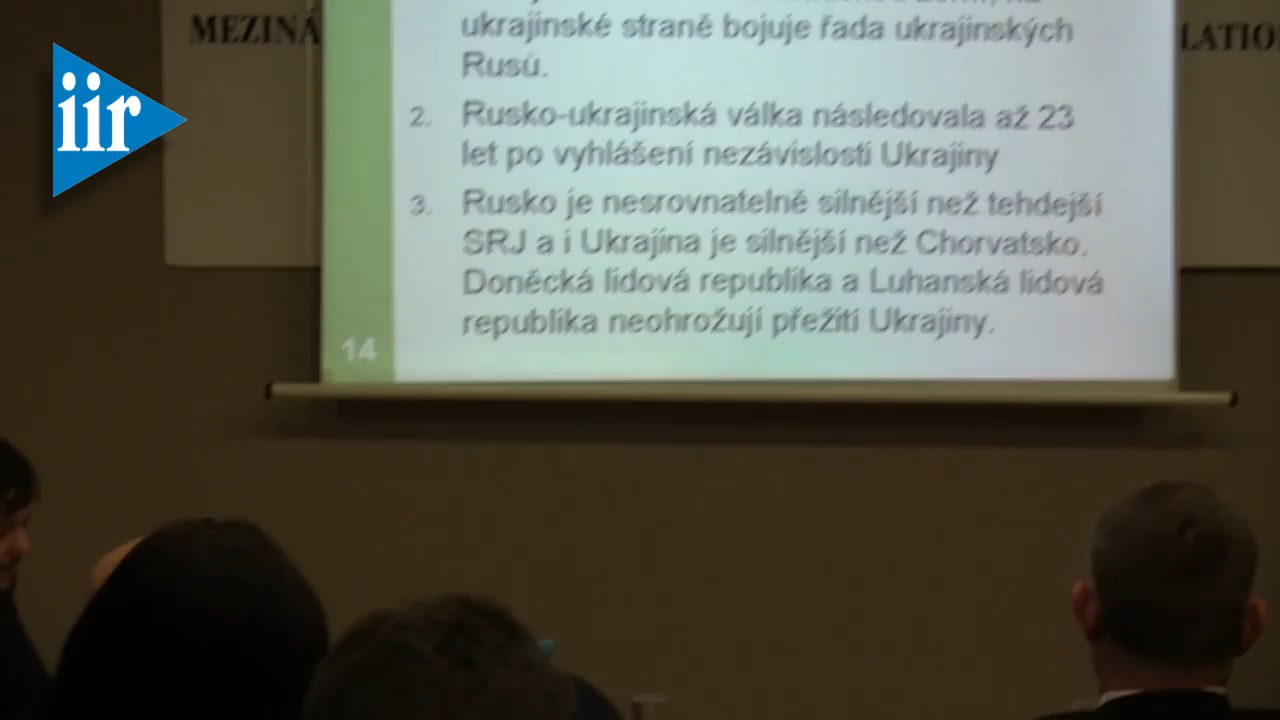 MEZINÁ
LATIO
iir
ukrajinské straně bojuje řada ukrajinských
Rusů.
2. Rusko-ukrajinská válka následovala až 23
let po vyhlášení nezávislosti Ukrajiny
3. Rusko je nesrovnatelně silnější než tehdejší
SRJ a i Ukrajina je silnější než Chorvatsko.
Doněcká lidová republika a Luhanská lidová
republika neohrožují přežití Ukrajiny.
14